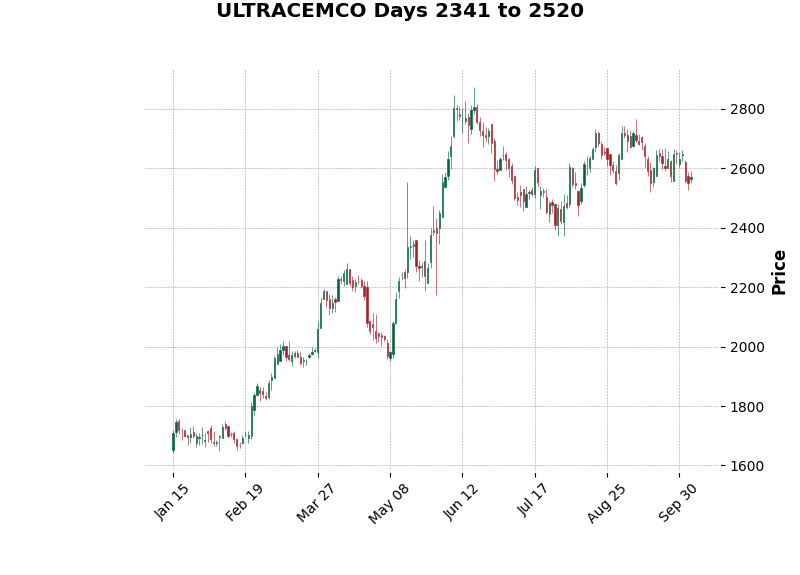 ULTRACEMCO Days 2341 to 2520
2800
2600
2400
2200
2000
1800
1600
Price
Jan 15
Feb 19
Mar 27
May 08
Jun 12
Jul 17
Aug 25
Sep 30